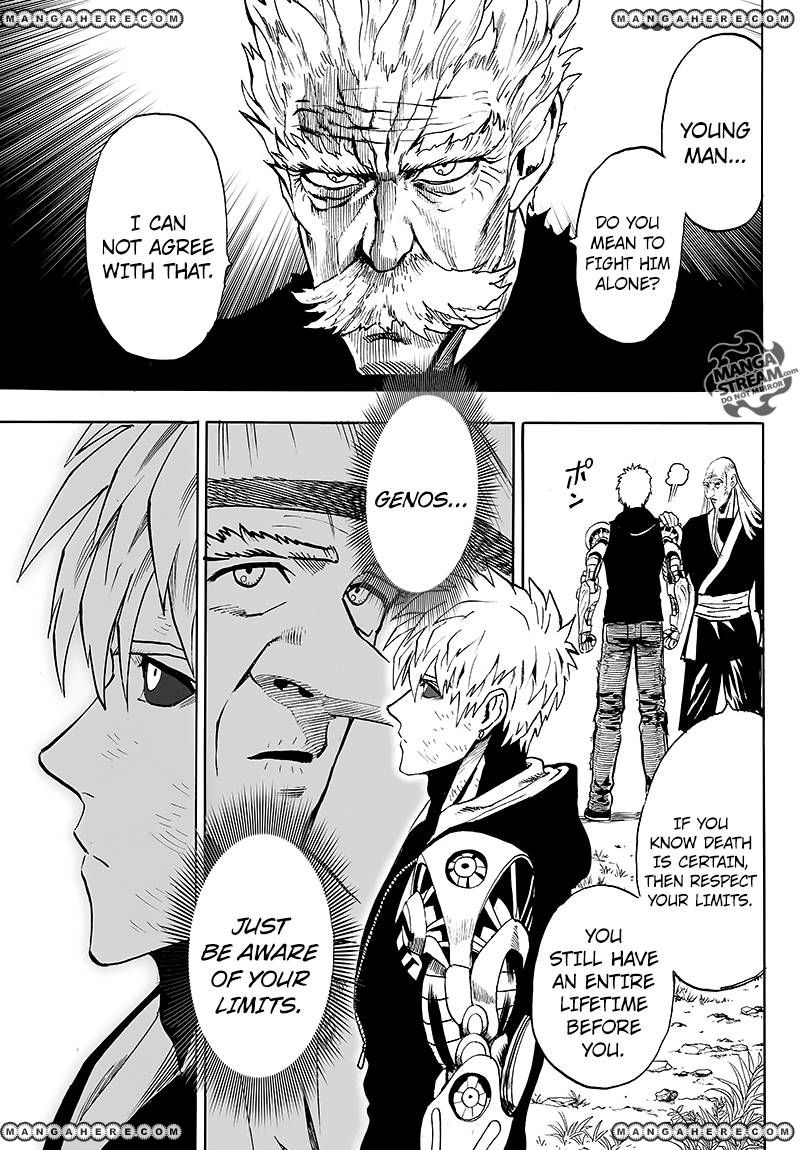 MANGAHERE.COM
MANGAHERE.COM
YOUNG
MAN...
DO YOU
MEAN TO
FIGHT HIM
ALONE?
I CAN
NOT AGREE
WITH THAT.
MANGA
STREAM.com
DO NOT MIRROR
ポン
IF YOU
KNOW DEATH
IS CERTAIN,
THEN RESPECT
YOUR LIMITS.
YOU
STILL HAVE
AN ENTIRE
LIFETIME
BEFORE
YOU.
GENOS...
JUST
BE AWARE
OF YOUR
LIMITS.
MANGAHERE.COM
MANGAHERE.COM